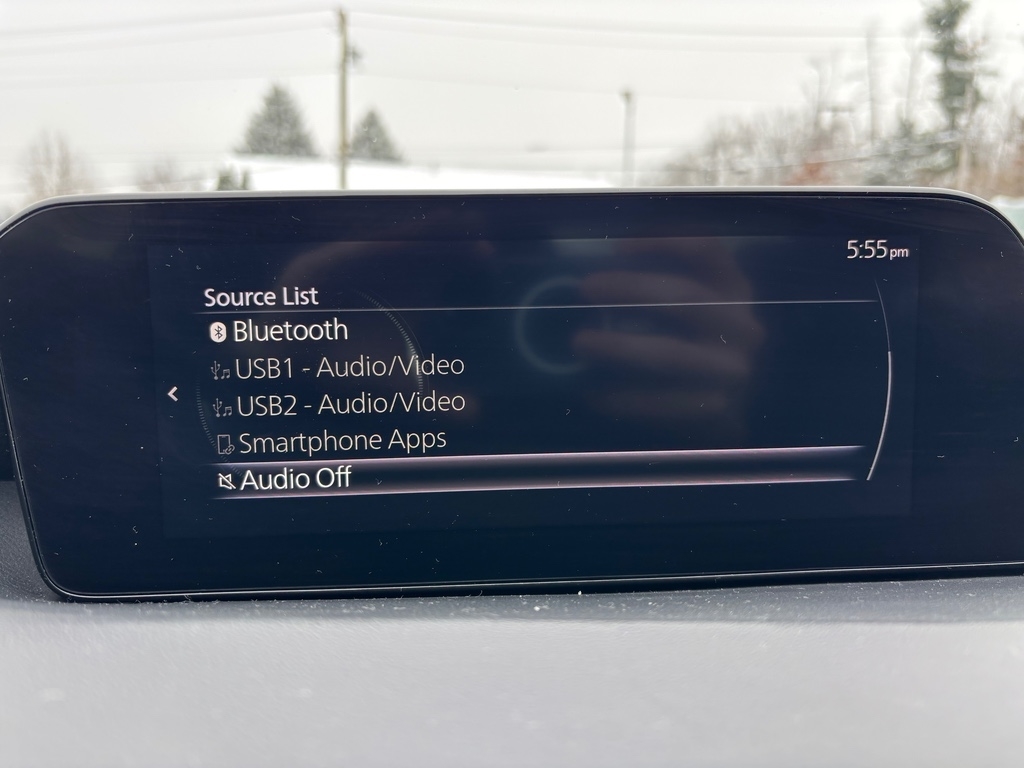 5:55pm
Source List
Bluetooth
USB1 - Audio/Video
USB2 - Audio/Video
Smartphone Apps
Audio Off